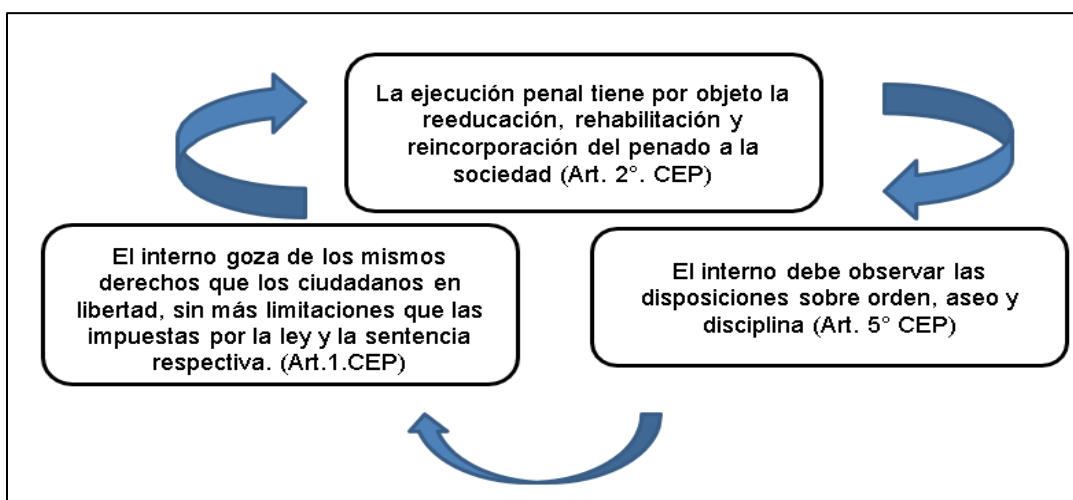 La ejecución penal tiene por objeto la
reeducación, rehabilitación y
reincorporación del penado a la
sociedad (Art. 2°. CEP)
El interno goza de los mismos
derechos que los ciudadanos en
libertad, sin más limitaciones que las
impuestas por la ley y la sentencia
respectiva. (Art.1.CEP)
El interno debe observar las
disposiciones sobre orden, aseo y
disciplina (Art. 5° CEP)